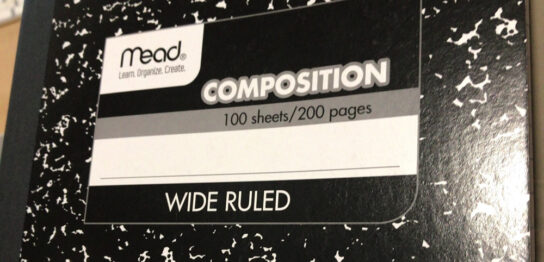 Mead®
Learn. Organize. Create.
COMPOSITION
100 sheets/200 pages
WIDE RULED